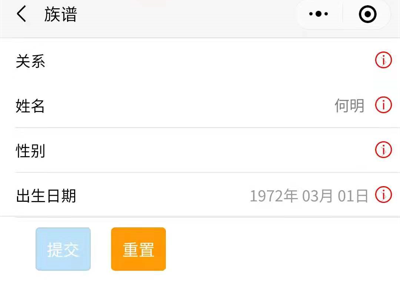 族谱
关系
姓名 何明
性别
出生日期 1972年 03月 01日
提交 重置